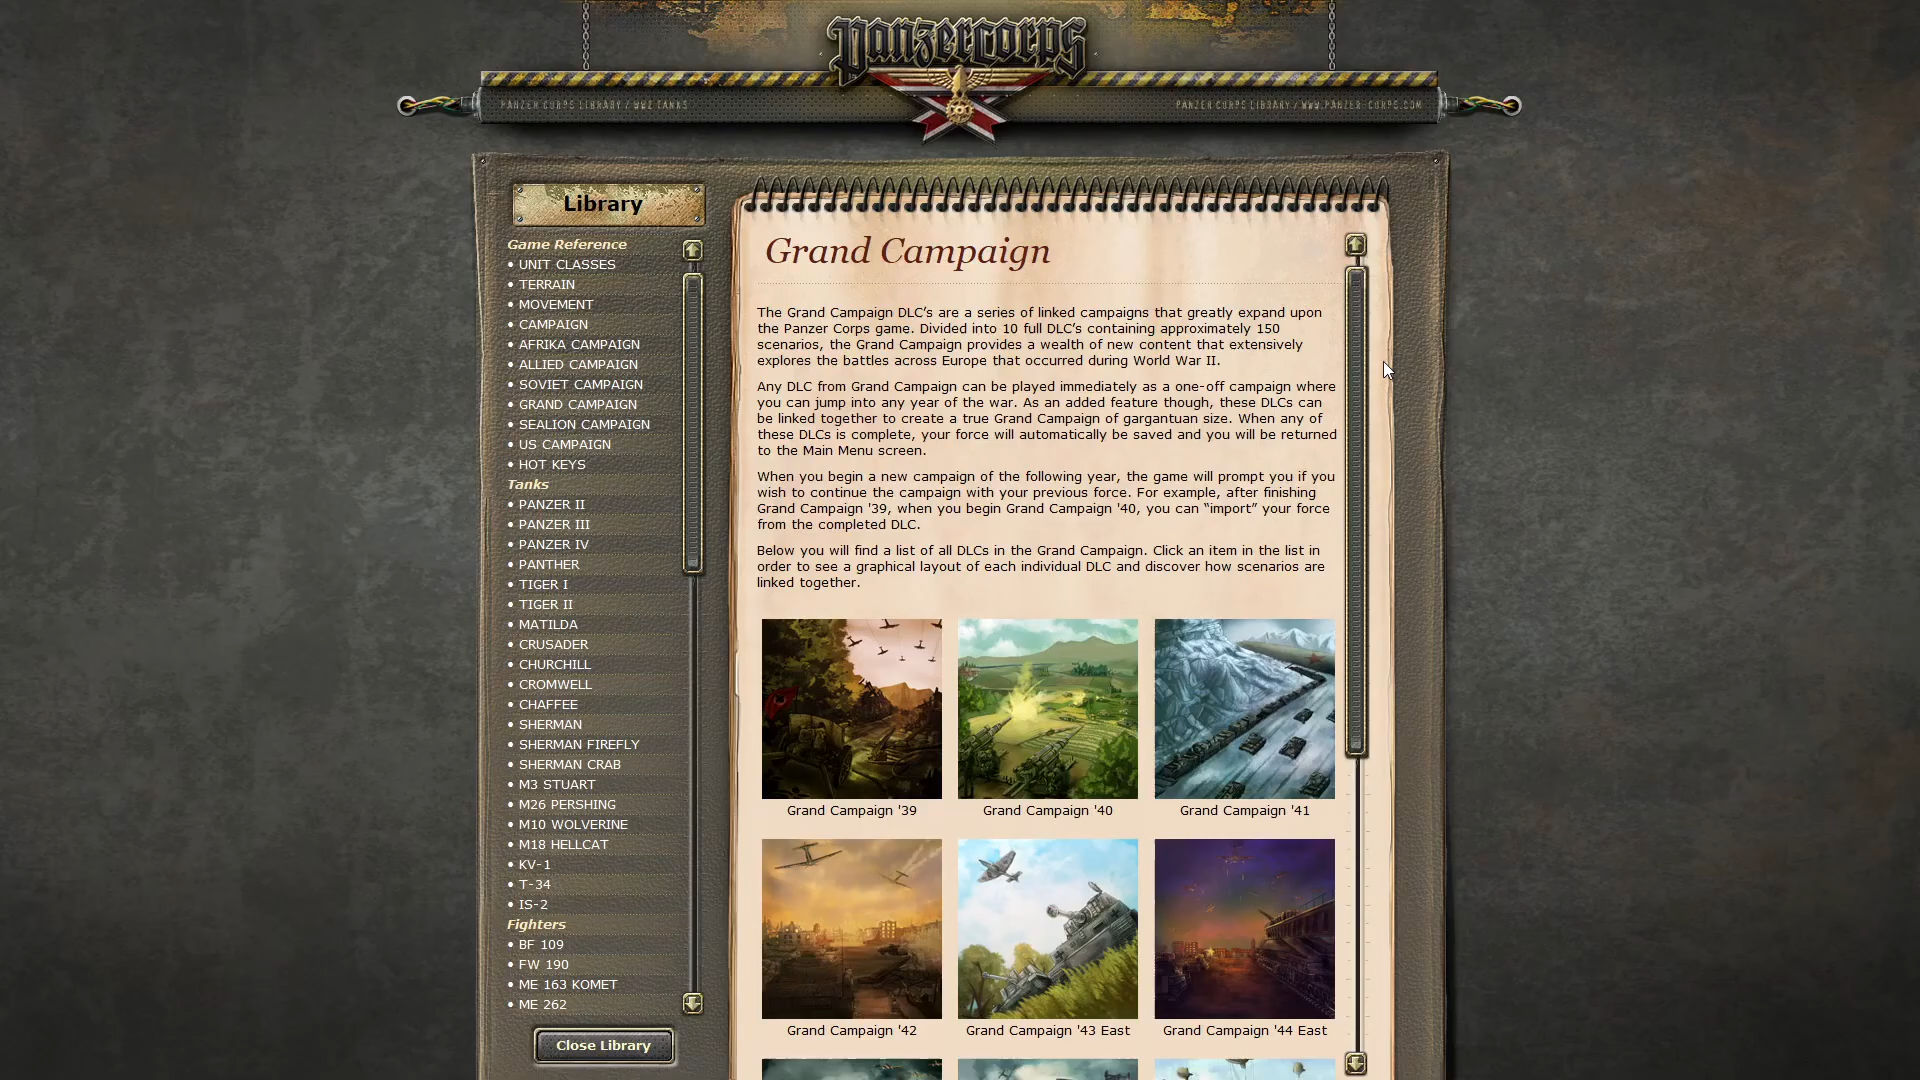 Panzercorps
PANZER CORPS LIBRARY / WW2 TANKS
PANZER CORPS LIBRARY / WWW.PANZER-CORPS.COM
Library
Game Reference
• UNIT CLASSES
• TERRAIN
• MOVEMENT
• CAMPAIGN
• AFRIKA CAMPAIGN
• ALLIED CAMPAIGN
• SOVIET CAMPAIGN
• GRAND CAMPAIGN
• SEALION CAMPAIGN
• US CAMPAIGN
• HOT KEYS
Tanks
• PANZER II
• PANZER III
• PANZER IV
• PANTHER
• TIGER I
• TIGER II
• MATILDA
• CRUSADER
• CHURCHILL
• CROMWELL
• CHAFFEE
• SHERMAN
• SHERMAN FIREFLY
• SHERMAN CRAB
• M3 STUART
• M26 PERSHING
• M10 WOLVERINE
• M18 HELLCAT
• KV-1
• T-34
• IS-2
Fighters
• BF 109
• FW 190
• ME 163 KOMET
• ME 262
Close Library
Grand Campaign
The Grand Campaign DLC’s are a series of linked campaigns that greatly expand upon
the Panzer Corps game. Divided into 10 full DLC’s containing approximately 150
scenarios, the Grand Campaign provides a wealth of new content that extensively
explores the battles across Europe that occurred during World War II.
Any DLC from Grand Campaign can be played immediately as a one-off campaign where
you can jump into any year of the war. As an added feature though, these DLCs can
be linked together to create a true Grand Campaign of gargantuan size. When any of
these DLCs is complete, your force will automatically be saved and you will be returned
to the Main Menu screen.
When you begin a new campaign of the following year, the game will prompt you if you
wish to continue the campaign with your previous force. For example, after finishing
Grand Campaign '39, when you begin Grand Campaign '40, you can “import” your force
from the completed DLC.
Below you will find a list of all DLCs in the Grand Campaign. Click an item in the list in
order to see a graphical layout of each individual DLC and discover how scenarios are
linked together.
Grand Campaign '39
Grand Campaign '40
Grand Campaign '41
Grand Campaign '42
Grand Campaign '43 East
Grand Campaign '44 East